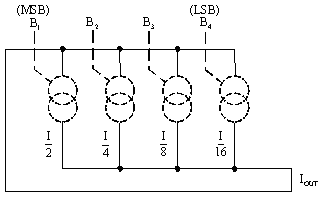 (MSB) (LSB)
B1 B2 B3 B4
I/2 I/4 I/8 I/16
IOUT